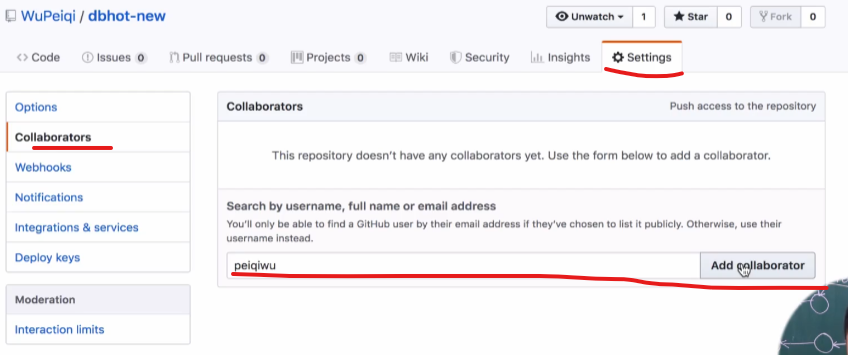 WuPeiqi / dbhot-new
Unwatch 1 Star 0 Fork 0
Code Issues 0 Pull requests 0 Projects 0 Wiki Security Insights Settings
Options
Collaborators
Webhooks
Notifications
Integrations & services
Deploy keys
Moderation
Interaction limits
Collaborators Push access to the repository
This repository doesn't have any collaborators yet. Use the form below to add a collaborator.
Search by username, full name or email address
You'll only be able to find a GitHub user by their email address if they've chosen to list it publicly. Otherwise, use their
username instead.
peiqiwu Add collaborator